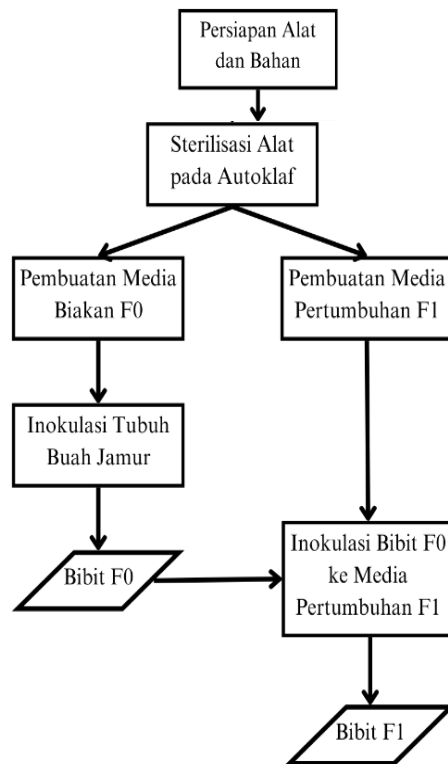 Persiapan Alat
dan Bahan
Sterilisasi Alat
pada Autoklaf
Pembuatan Media
Biakan F0
Pembuatan Media
Pertumbuhan F1
Inokulasi Tubuh
Buah Jamur
Bibit F0
Inokulasi Bibit F0
ke Media
Pertumbuhan F1
Bibit F1